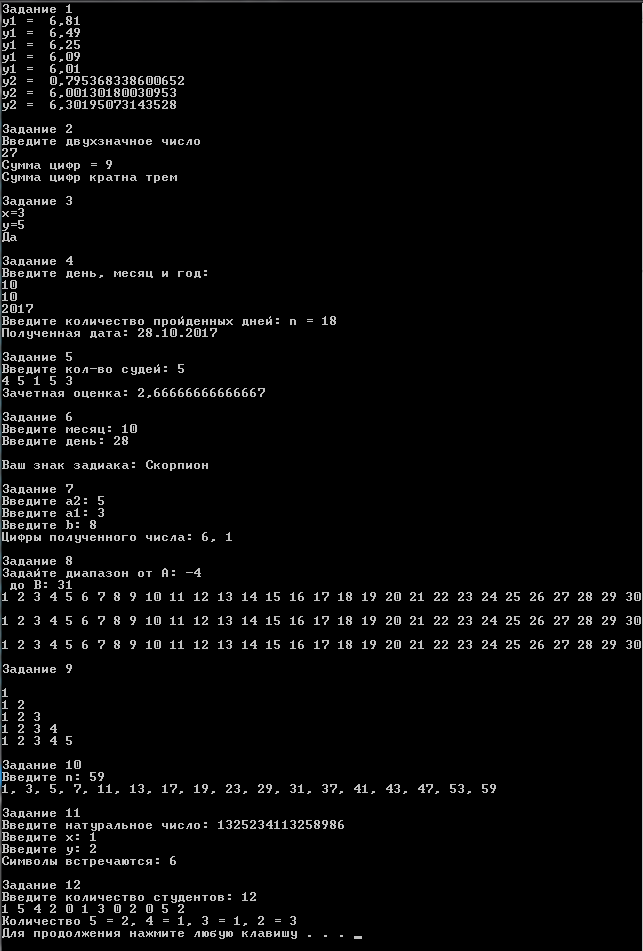 Задание 1
y1 =  6,81
y1 =  6,49
y1 =  6,25
y1 =  6,09
y1 =  6,01
y2 =  0,795368338600652
y2 =  6,00130180030953
y2 =  6,30195073143528
Задание 2
Введите двухзначное число
27
Сумма цифр = 9
Сумма цифр кратна трем
Задание 3
x=3
y=5
Да
Задание 4
Введите день, месяц и год:
10
10
2017
Введите количество пройденных дней: n = 18
Полученная дата: 28.10.2017
Задание 5
Введите кол-во судей: 5
4 5 1 5 3
Зачетная оценка: 2,66666666666667
Задание 6
Введите месяц: 10
Введите день: 28
Ваш знак задиака: Скорпион
Задание 7
Введите a2: 5
Введите a1: 3
Введите b: 8
Цифры полученного числа: 6, 1
Задание 8
Задайте диапазон от A: -4
до B: 31
1 2 3 4 5 6 7 8 9 10 11 12 13 14 15 16 17 18 19 20 21 22 23 24 25 26 27 28 29 30
1 2 3 4 5 6 7 8 9 10 11 12 13 14 15 16 17 18 19 20 21 22 23 24 25 26 27 28 29 30
1 2 3 4 5 6 7 8 9 10 11 12 13 14 15 16 17 18 19 20 21 22 23 24 25 26 27 28 29 30
Задание 9
1
1 2
1 2 3
1 2 3 4
1 2 3 4 5
Задание 10
Введите n: 59
1, 3, 5, 7, 11, 13, 17, 19, 23, 29, 31, 37, 41, 43, 47, 53, 59
Задание 11
Введите натуральное число: 1325234113258986
Введите x: 1
Введите y: 2
Символы встречаются: 6
Задание 12
Введите количество студентов: 12
1 5 4 2 0 1 3 0 2 0 5 2
Количество 5 = 2, 4 = 1, 3 = 1, 2 = 3
Для продолжения нажмите любую клавишу . . . _